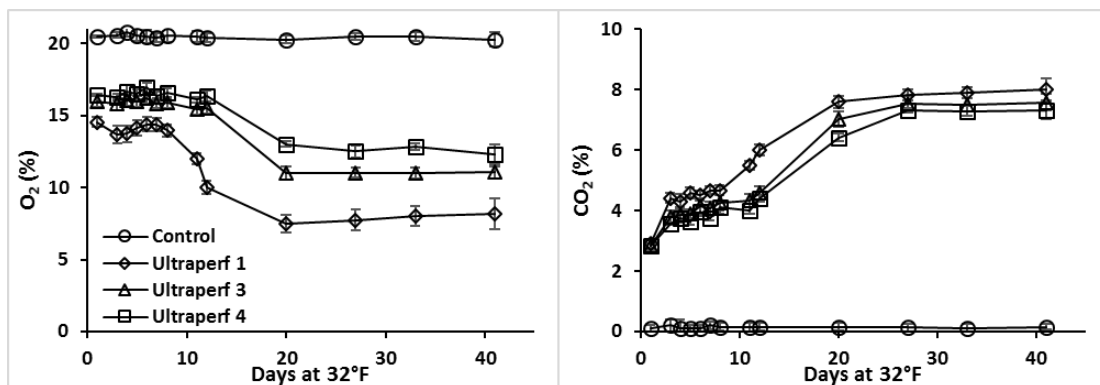 20
15
10
5
0
O₂ (%)
Control
Ultraperf 1
Ultraperf 3
Ultraperf 4
0 10 20 30 40
Days at 32°F
10
8
6
4
2
0
CO₂ (%)
0 10 20 30 40
Days at 32°F